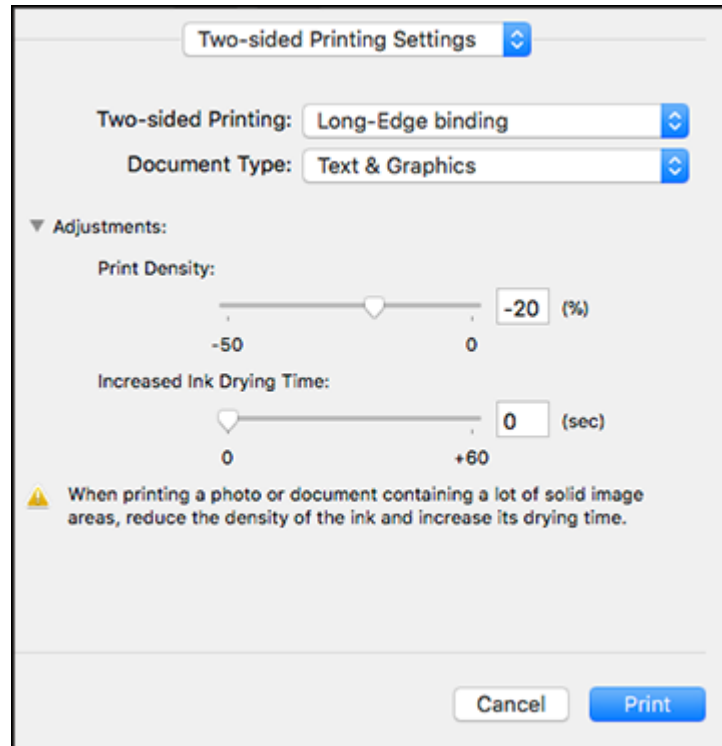 Two-sided Printing Settings
Two-sided Printing: Long-Edge binding
Document Type: Text & Graphics
Adjustments:
Print Density:
-20 (%)
-50 0
Increased Ink Drying Time:
0 (sec)
0 +60
When printing a photo or document containing a lot of solid image
areas, reduce the density of the ink and increase its drying time.
Cancel Print